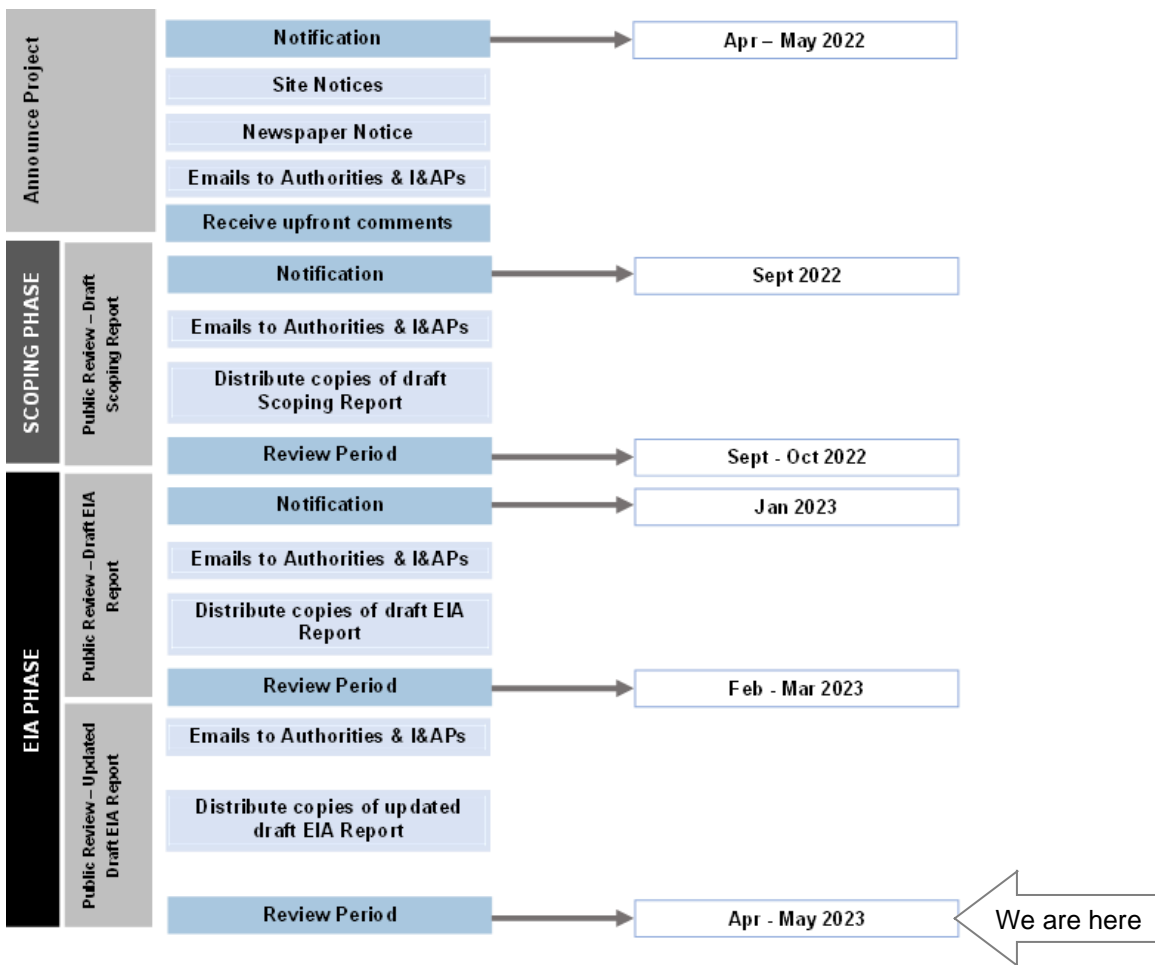 Announce Project
Notification
Apr – May 2022
Site Notices
Newspaper Notice
Emails to Authorities & I&APs
Receive upfront comments
SCOPING PHASE
Public Review – Draft
Scoping Report
Notification
Sept 2022
Emails to Authorities & I&APs
Distribute copies of draft
Scoping Report
Review Period
Sept - Oct 2022
EIA PHASE
Public Review –Draft EIA
Report
Notification
Jan 2023
Emails to Authorities & I&APs
Distribute copies of draft EIA
Report
Review Period
Feb - Mar 2023
Public Review – Updated
Draft EIA Report
Emails to Authorities & I&APs
Distribute copies of updated
draft EIA Report
Review Period
Apr - May 2023
We are here